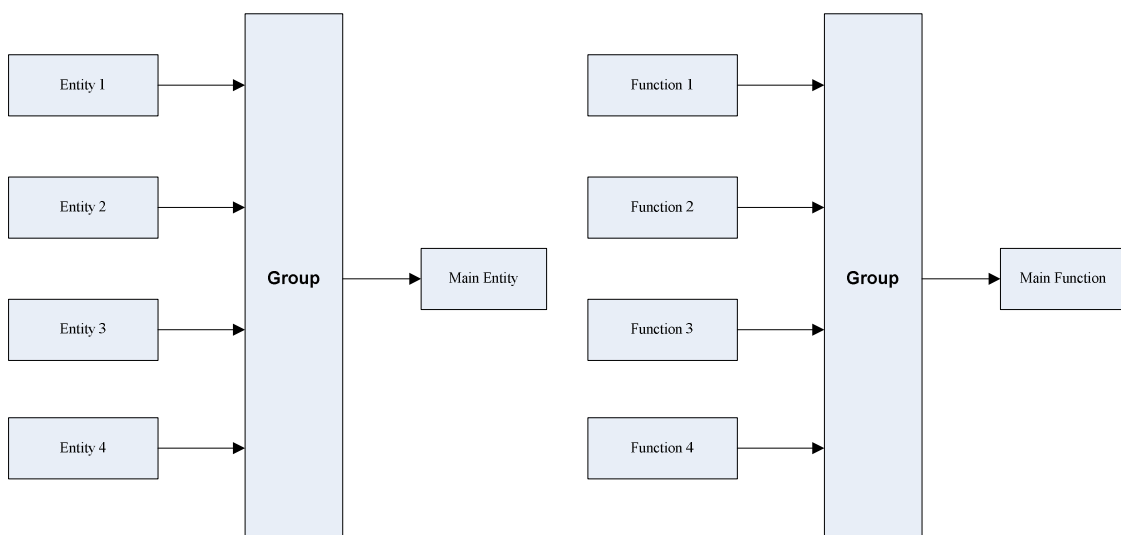 Entity 1
Entity 2
Entity 3
Entity 4
Group
Main Entity
Function 1
Function 2
Function 3
Function 4
Group
Main Function